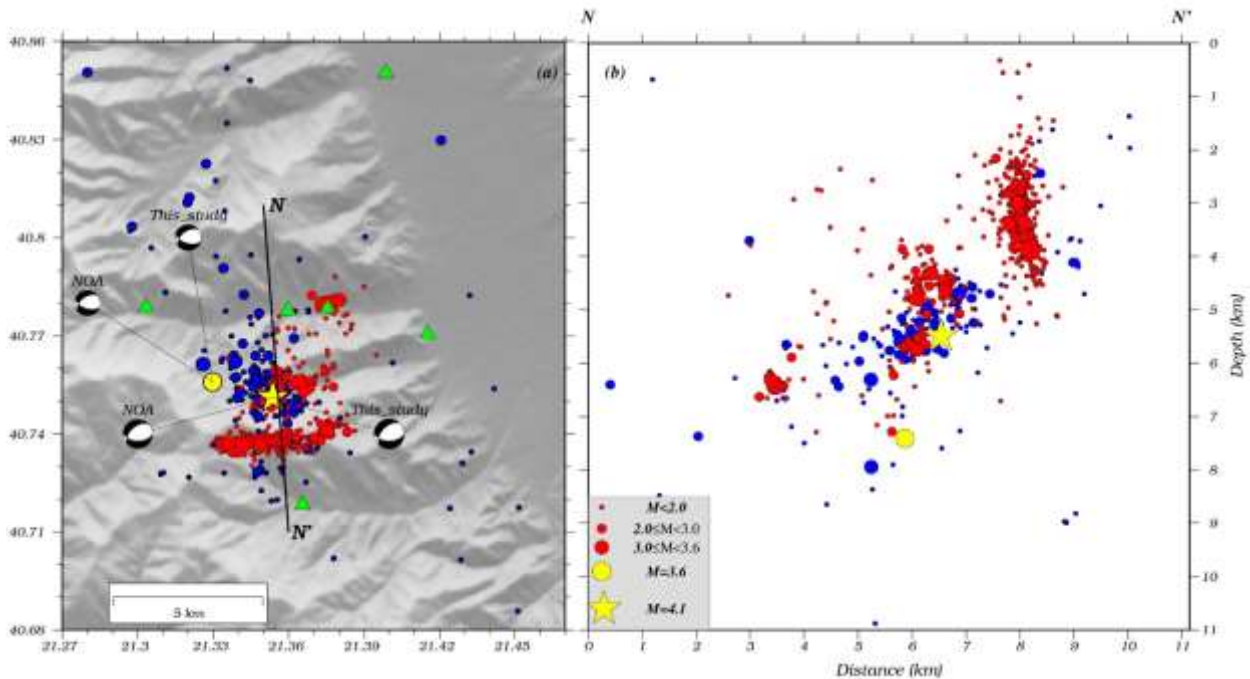 N N'
40.86
(a)
(b)
0
40.83
1
2
This_study
40.8
N
3
NOA
4
40.77
5
Depth (km)
6
NOA
This_study
40.74
7
8
M<2.0
N'
2.0≤M<3.0
40.71
9
3.0≤M<3.6
M=3.6
10
5 km
M=4.1
40.68
11
21.27 21.3 21.33 21.36 21.39 21.42 21.45
0 1 2 3 4 5 6 7 8 9 10 11
Distance (km)